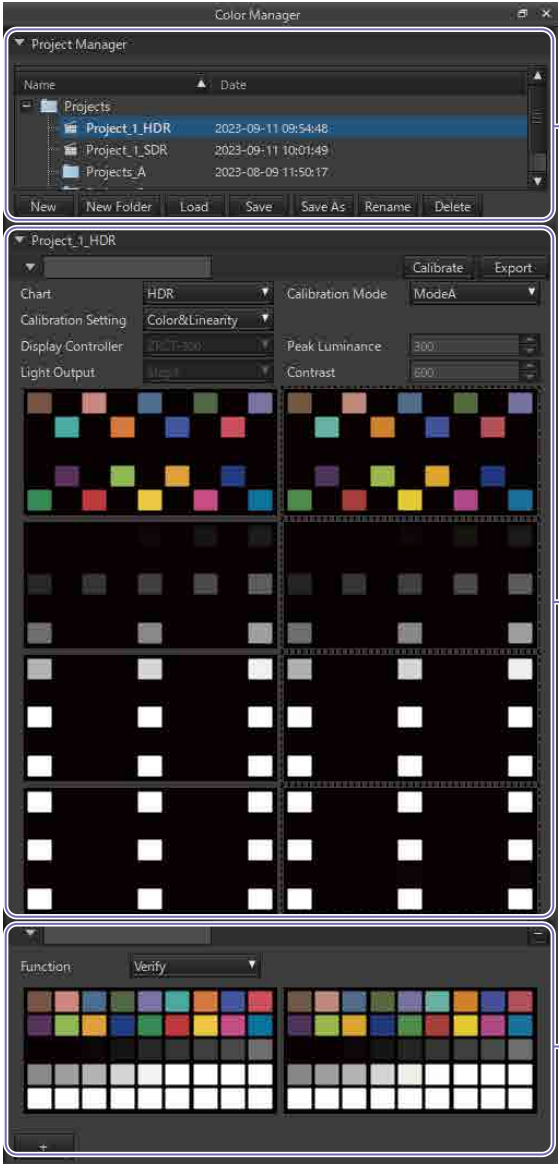 Color Manager
Project Manager
Name Date
Projects
Project_1_HDR 2023-09-11 09:54:48
Project_1_SDR 2023-09-11 10:01:49
Projects_A 2023-08-09 11:50:17
New New Folder Load Save Save As Rename Delete
Project_1_HDR
Calibrate Export
Chart HDR Calibration Mode ModeA
Calibration Setting Color&Linearity
Display Controller ZRCT-300 Peak Luminance 300
Light Output Contrast 600
Function Verify
+